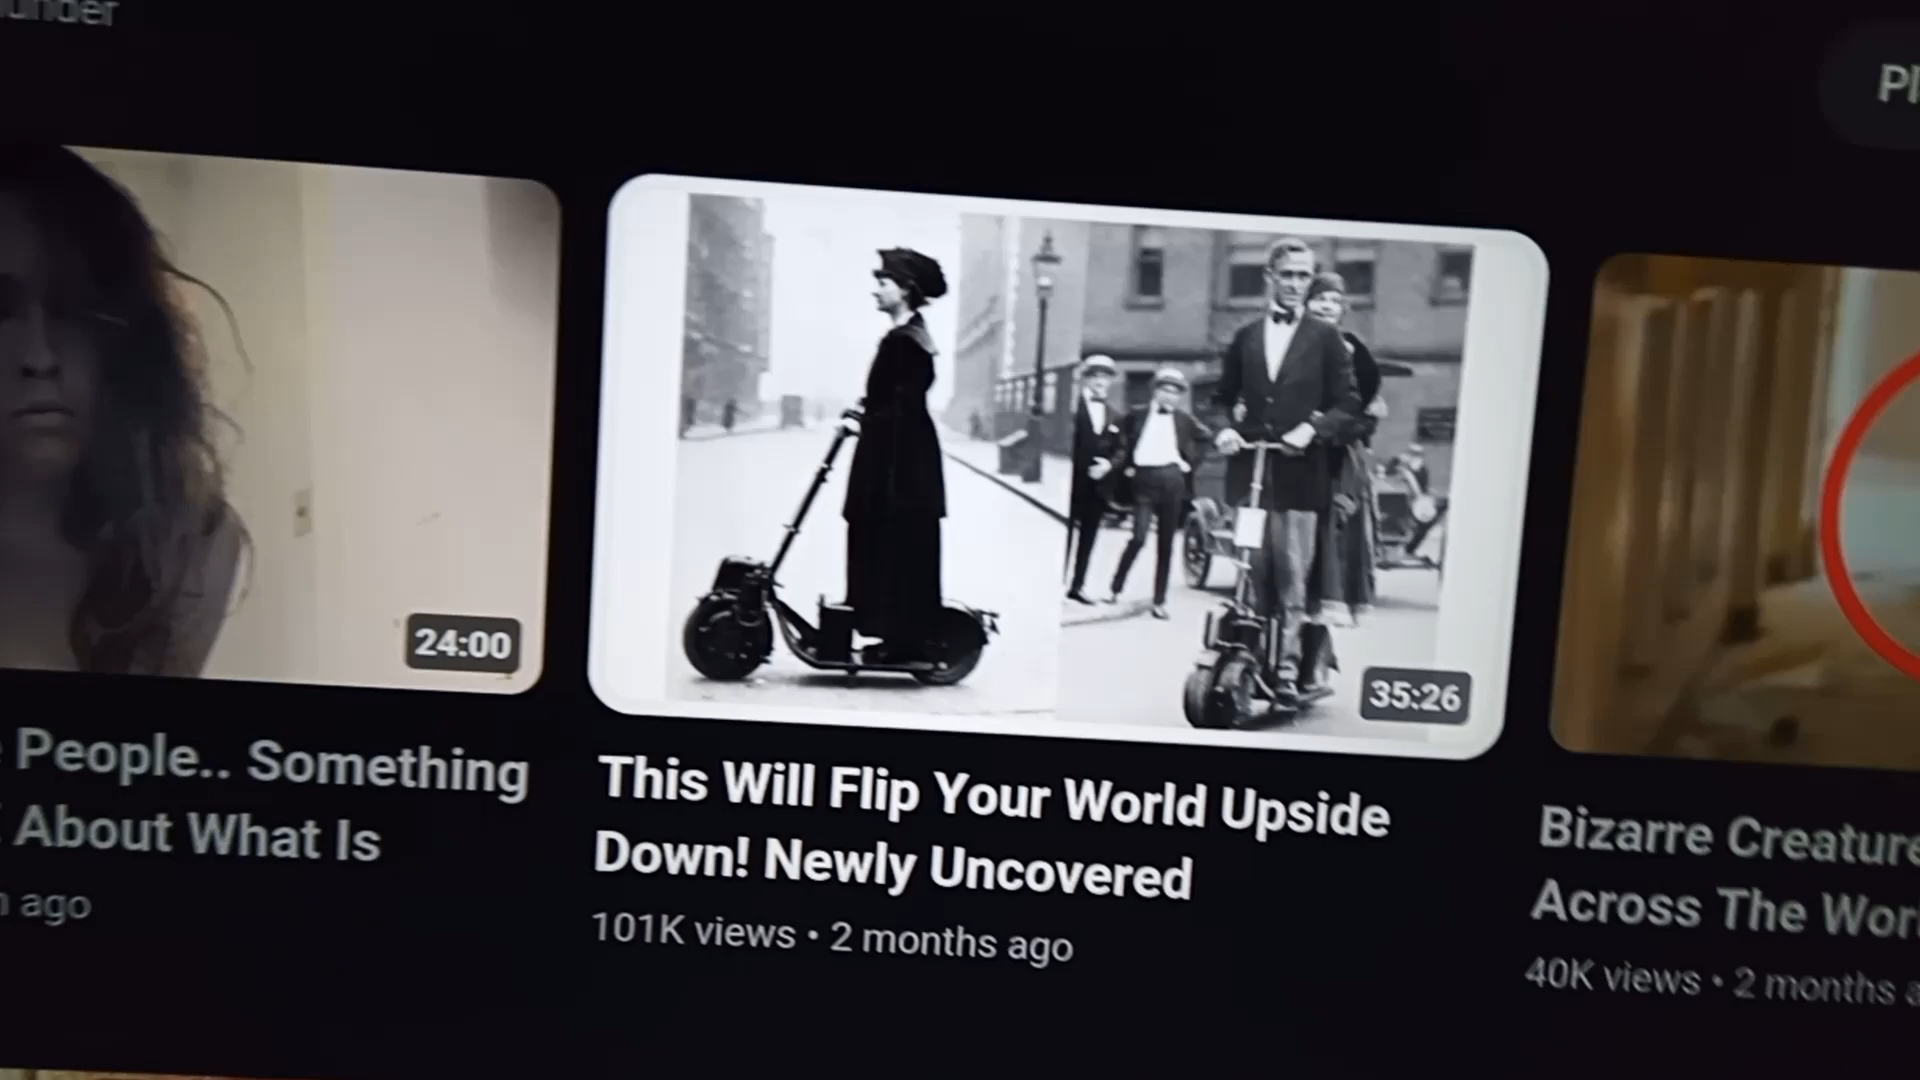 24:00
People.. Something
About What Is
ago
35:26
This Will Flip Your World Upside
Down! Newly Uncovered
101K views • 2 months ago
Bizarre Creature
Across The
40K views • 2 months